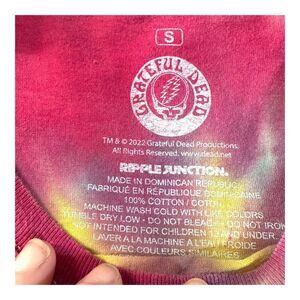 S
GRATEFUL DEAD
TM & © 2022 Grateful Dead Productions.
All Rights Reserved. www.dead.net
RIPPLE JUNCTION.
MADE IN DOMINICAN REPUBLIC
FABRIQUÉ EN RÉPUBLIQUE DOMINICAINE
100% COTTON / COTON
MACHINE WASH COLD WITH LIKE COLORS
TUMBLE DRY LOW - DO NOT BLEACH - DO NOT IRON
NOT INTENDED FOR CHILDREN 13 AND UNDER
LAVER À LA MACHINE À L'EAU FROIDE
AVEC COULEURS SIMILAIRES